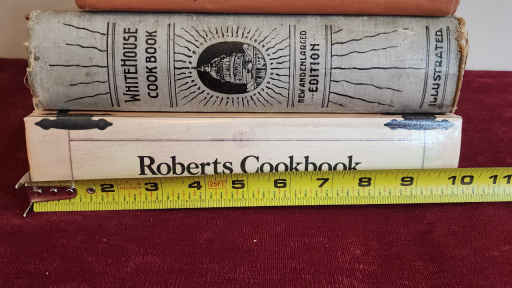 WHITEHOUSE
COOK BOOK
NEW AND ENLARGED
EDITION
ILLUSTRATED
Roberts Cookbook
2 3 4 5 6 7 8 9 10 11